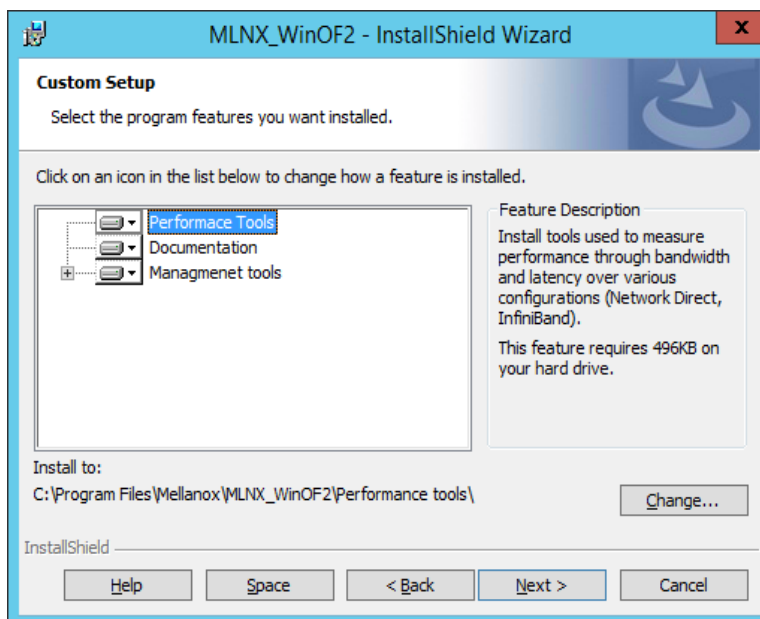 MLNX_WinOF2 - InstallShield Wizard
x
Custom Setup
Select the program features you want installed.
Click on an icon in the list below to change how a feature is installed.
Performace Tools
Documentation
Managmenet tools
Feature Description
Install tools used to measure
performance through bandwidth
and latency over various
configurations (Network Direct,
InfiniBand).
This feature requires 496KB on
your hard drive.
Install to:
C:\Program Files\Mellanox\MLNX_WinOF2\Performance tools\
Change...
InstallShield
Help
Space
< Back
Next >
Cancel